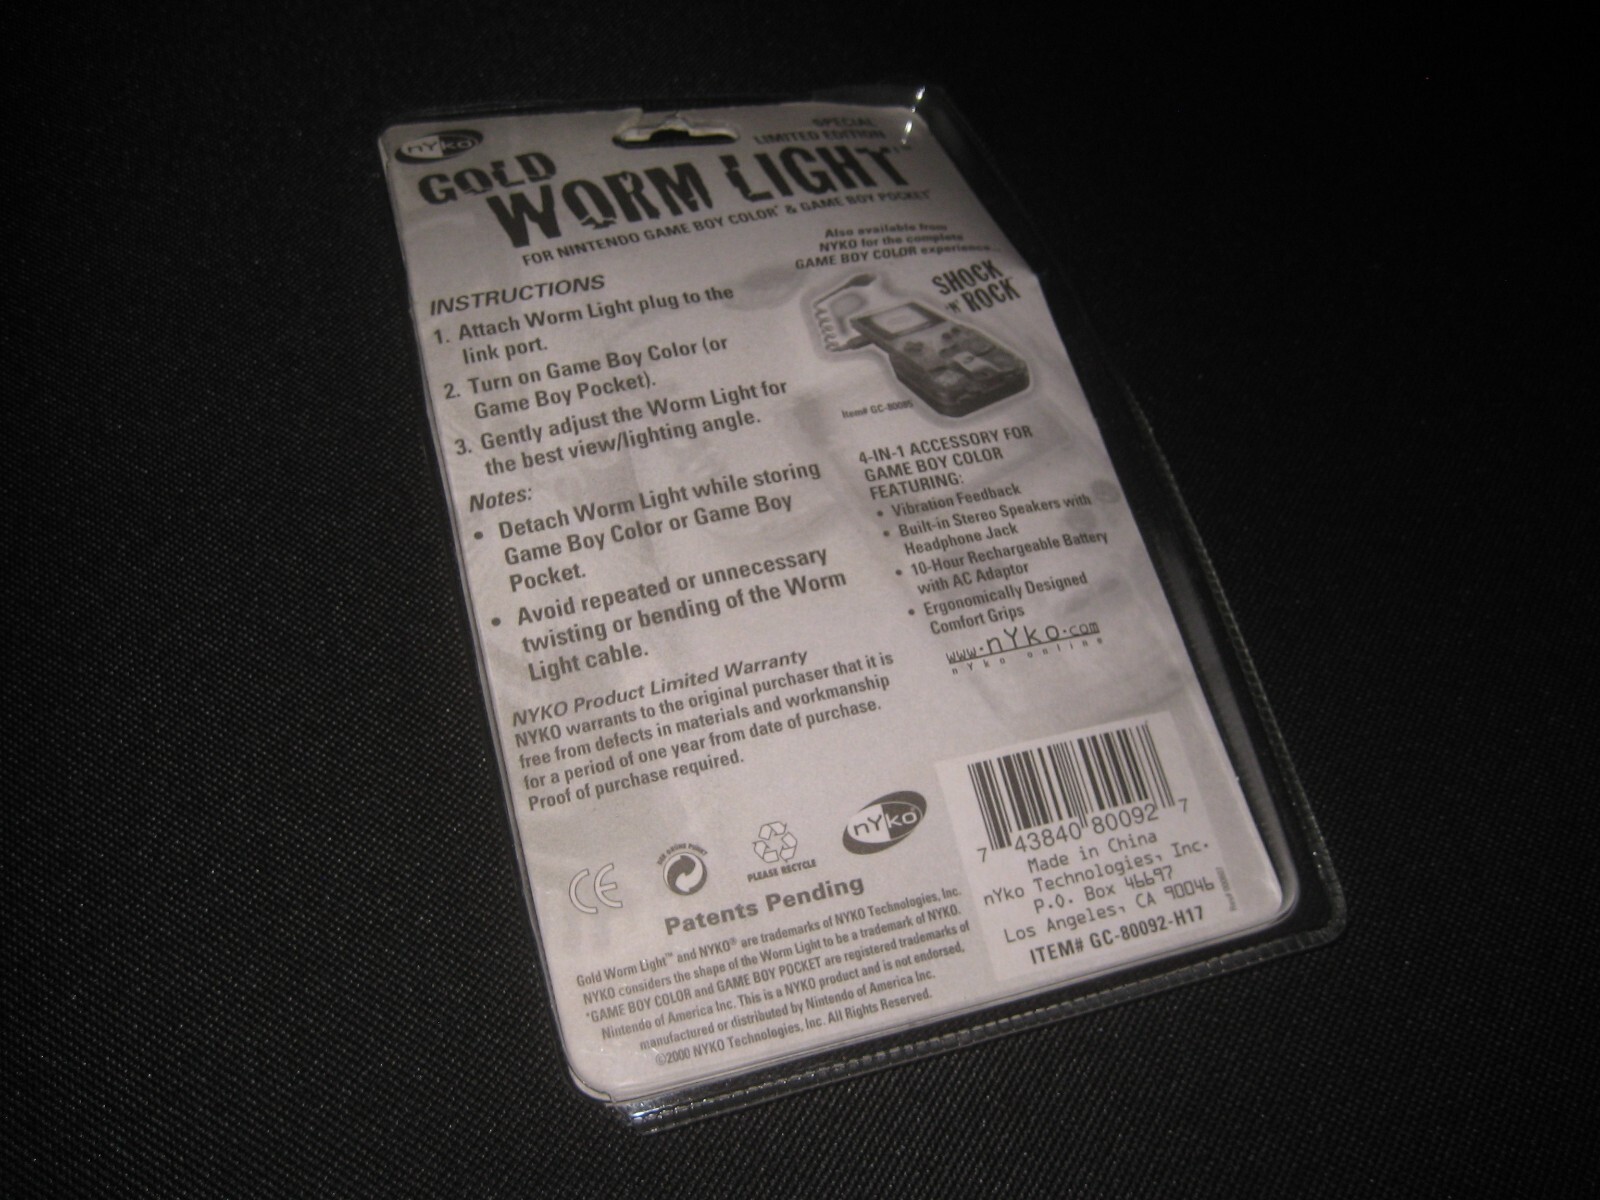 nYko
SPECIAL
LIMITED EDITION
GOLD
WORM LIGHT™
FOR NINTENDO GAME BOY COLOR* & GAME BOY POCKET*
INSTRUCTIONS
1. Attach Worm Light plug to the
link port.
2. Turn on Game Boy Color (or
Game Boy Pocket).
3. Gently adjust the Worm Light for
the best view/lighting angle.
Notes:
• Detach Worm Light while storing
Game Boy Color or Game Boy
Pocket.
• Avoid repeated or unnecessary
twisting or bending of the Worm
Light cable.
NYKO Product Limited Warranty
NYKO warrants to the original purchaser that it is
free from defects in materials and workmanship
for a period of one year from date of purchase.
Proof of purchase required.
Also available from
NYKO for the complete
GAME BOY COLOR experience...
SHOCK
'N' ROCK
Item# GC-80095
4-IN-1 ACCESSORY FOR
GAME BOY COLOR
FEATURING:
• Vibration Feedback
• Built-in Stereo Speakers with
Headphone Jack
• 10-Hour Rechargeable Battery
with AC Adaptor
• Ergonomically Designed
Comfort Grips
www.nYko.com
nYko online
CE
DER GRÜNE PUNKT
PLEASE RECYCLE
nYko®
Patents Pending
Gold Worm Light™ and NYKO® are trademarks of NYKO Technologies, Inc.
NYKO considers the shape of the Worm Light to be a trademark of NYKO.
*GAME BOY COLOR and GAME BOY POCKET are registered trademarks of
Nintendo of America Inc. This is a NYKO product and is not endorsed,
manufactured or distributed by Nintendo of America Inc.
©2000 NYKO Technologies, Inc. All Rights Reserved.
7 43840 80092 7
Made in China
nYko Technologies, Inc.
P.O. Box 46697
Los Angeles, CA 90046
ITEM# GC-80092-H17